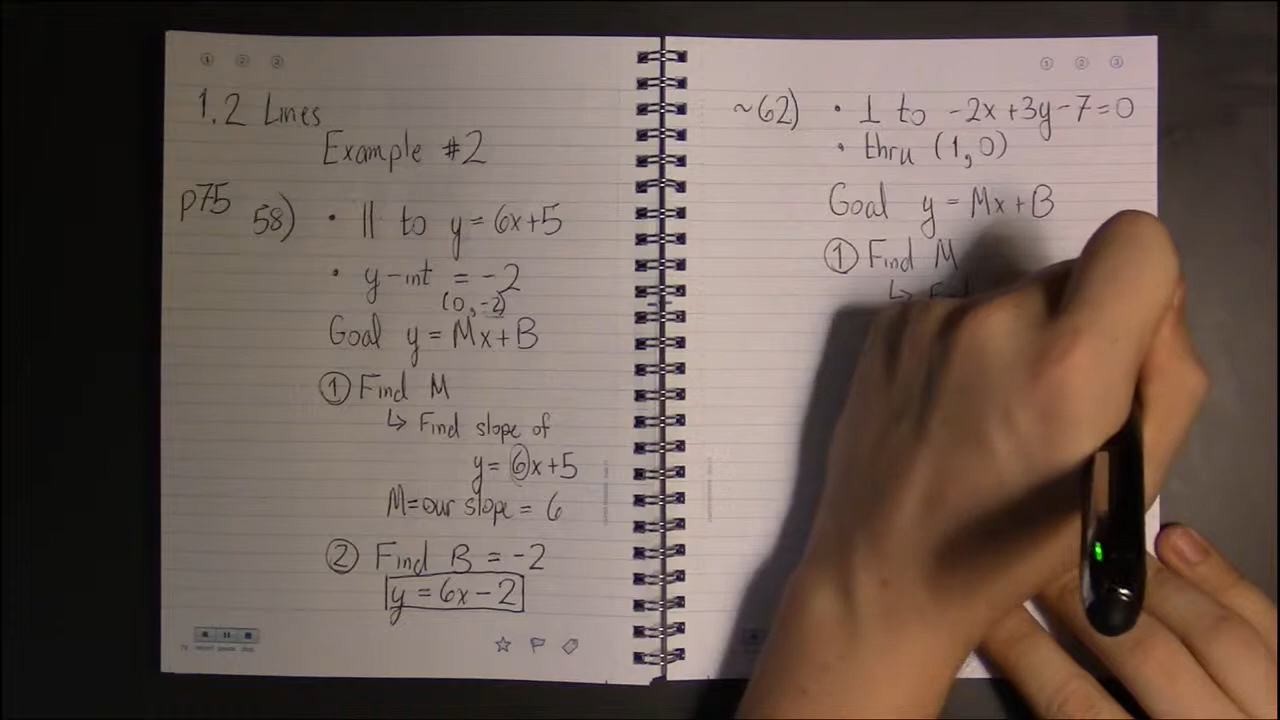 1.2 Lines
Example #2
p75 58) • || to y = 6x+5
• y-int = -2
(0, -2)
Goal y = Mx+B
① Find M
↳ Find slope of
y = 6x+5
M=our slope = 6
② Find B = -2
y = 6x - 2
~62) • ⊥ to -2x +3y -7=0
• thru (1,0)
Goal y = Mx+B
① Find M
↳